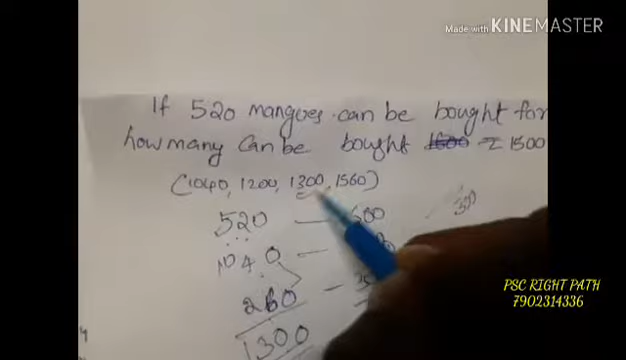 Made with KINEMASTER
If 520 mangoes can be bought for
how many can be bought = 1500
(1040, 1200, 1300, 1560)
520 — 600
300
1040 —
260 —
1300
PSC RIGHT PATH
7902314336